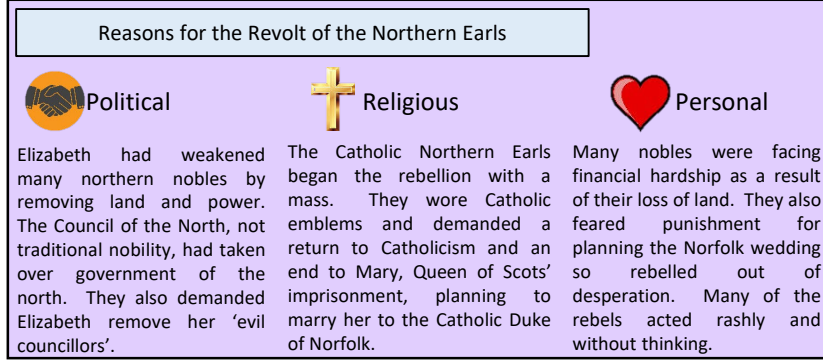 Reasons for the Revolt of the Northern Earls
Political
Elizabeth had weakened
many northern nobles by
removing land and power.
The Council of the North, not
traditional nobility, had taken
over government of the
north. They also demanded
Elizabeth remove her ‘evil
councillors’.
Religious
The Catholic Northern Earls
began the rebellion with a
mass. They wore Catholic
emblems and demanded a
return to Catholicism and an
end to Mary, Queen of Scots’
imprisonment, planning to
marry her to the Catholic Duke
of Norfolk.
Personal
Many nobles were facing
financial hardship as a result
of their loss of land. They also
feared punishment for
planning the Norfolk wedding
so rebelled out of
desperation. Many of the
rebels acted rashly and
without thinking.